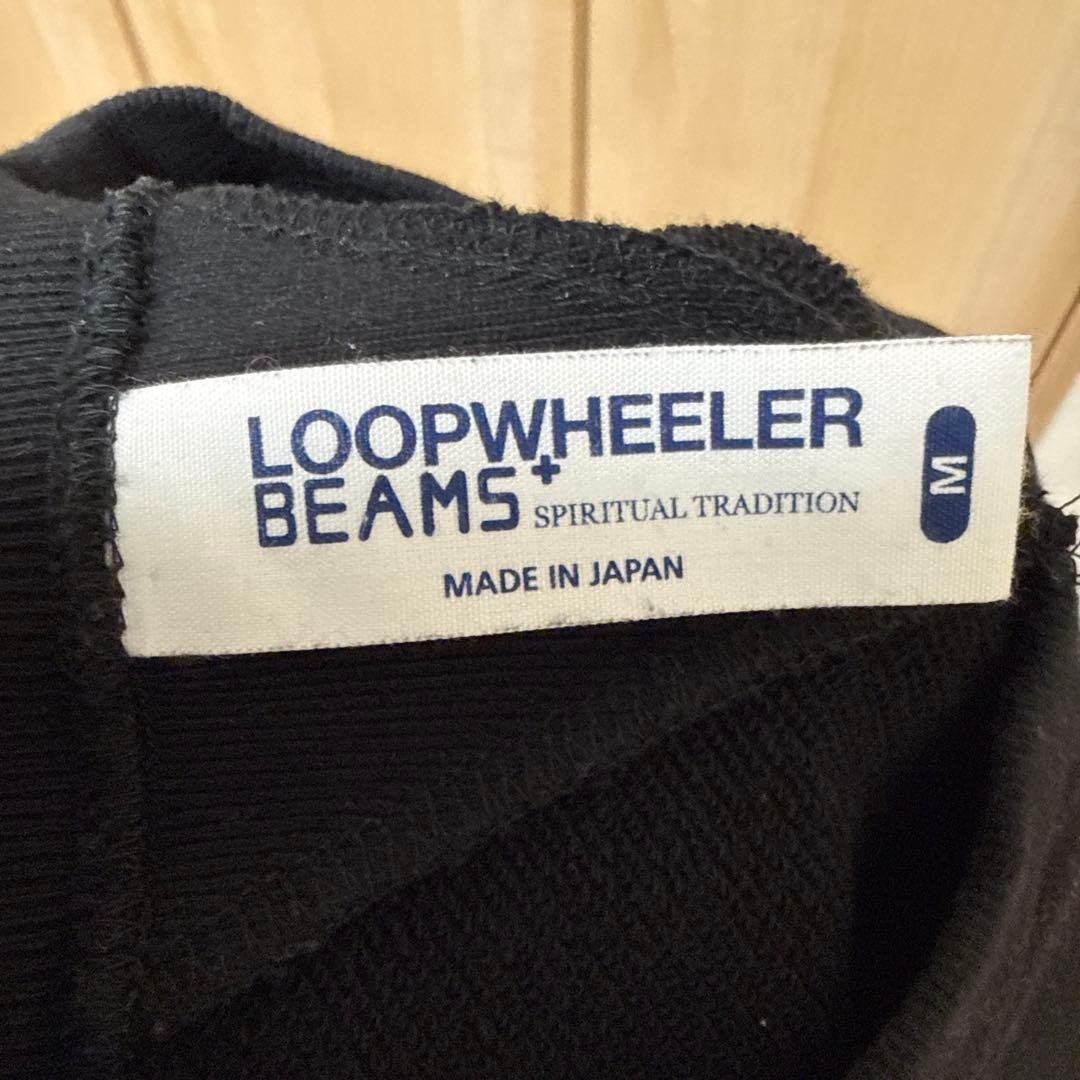 LOOPWHEELER
BEAMS+ SPIRITUAL TRADITION
MADE IN JAPAN
M